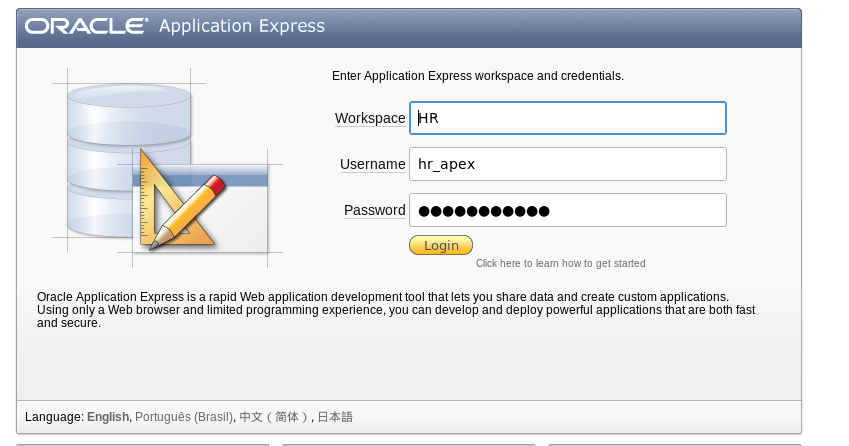 ORACLE Application Express
Enter Application Express workspace and credentials.
Workspace HR
Username hr_apex
Password ●●●●●●●●●●●
Login
Click here to learn how to get started
Oracle Application Express is a rapid Web application development tool that lets you share data and create custom applications.
Using only a Web browser and limited programming experience, you can develop and deploy powerful applications that are both fast
and secure.
Language: English, Português (Brasil), 中文（简体）, 日本語